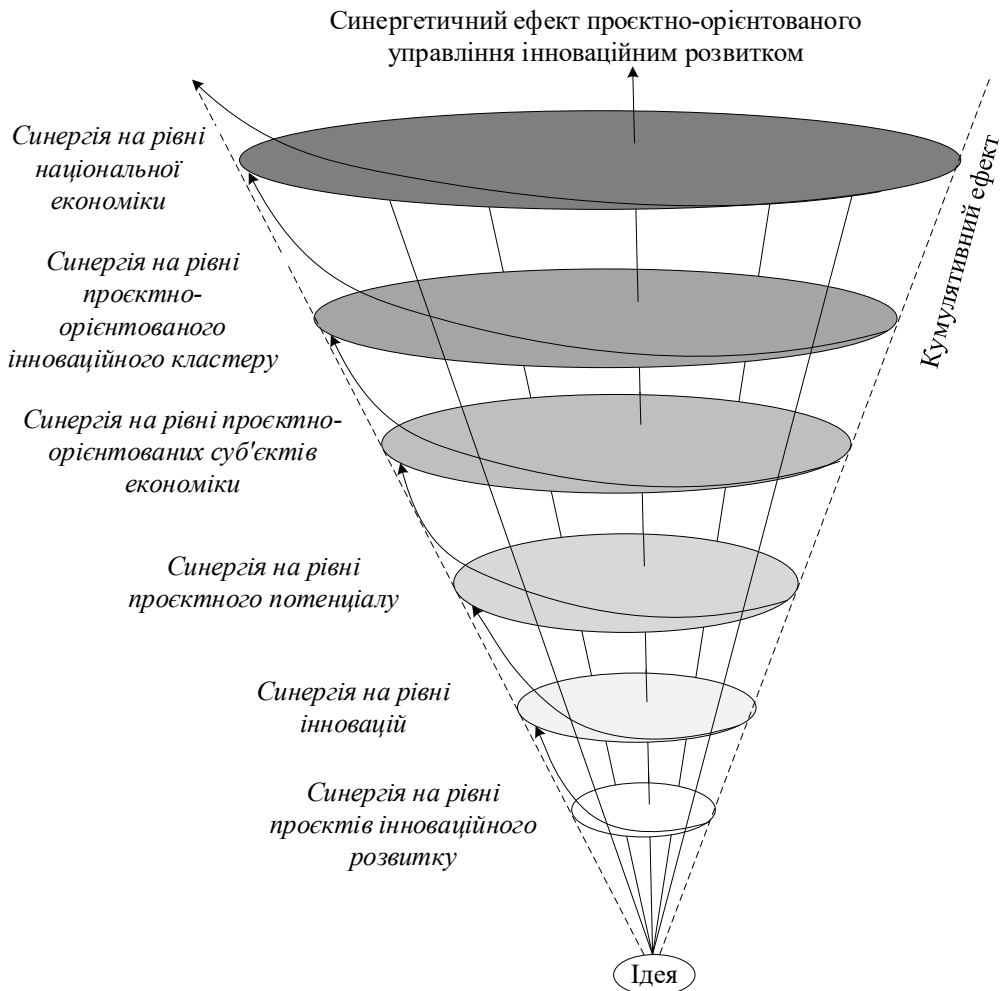 Синергетичний ефект проєктно-орієнтованого
управління інноваційним розвитком
Синергія на рівні
національної
економіки
Кумулятивний ефект
Синергія на рівні
проєктно-
орієнтованого
інноваційного кластеру
Синергія на рівні проєктно-
орієнтованих суб'єктів
економіки
Синергія на рівні
проєктного потенціалу
Синергія на рівні
інновацій
Синергія на рівні
проєктів інноваційного
розвитку
Ідея